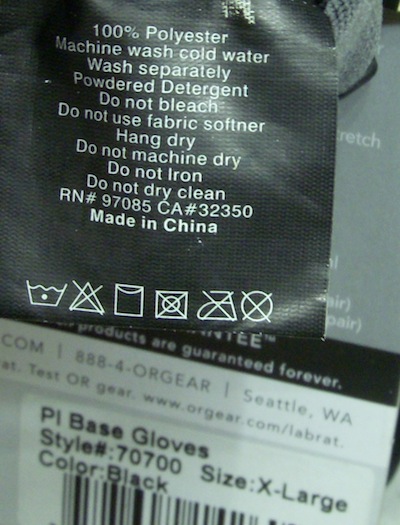 100% Polyester
Machine wash cold water
Wash separately
Powdered Detergent
Do not bleach
Do not use fabric softner
Hang dry
Do not machine dry
Do not Iron
Do not dry clean
RN# 97085 CA#32350
Made in China
air)
pair)
products are guaranteed forever.
.COM | 888-4-ORGEAR | Seattle, WA
at. Test OR gear. www.orgear.com/labrat.
PI Base Gloves
Style#:70700 Size:X-Large
Color:Black